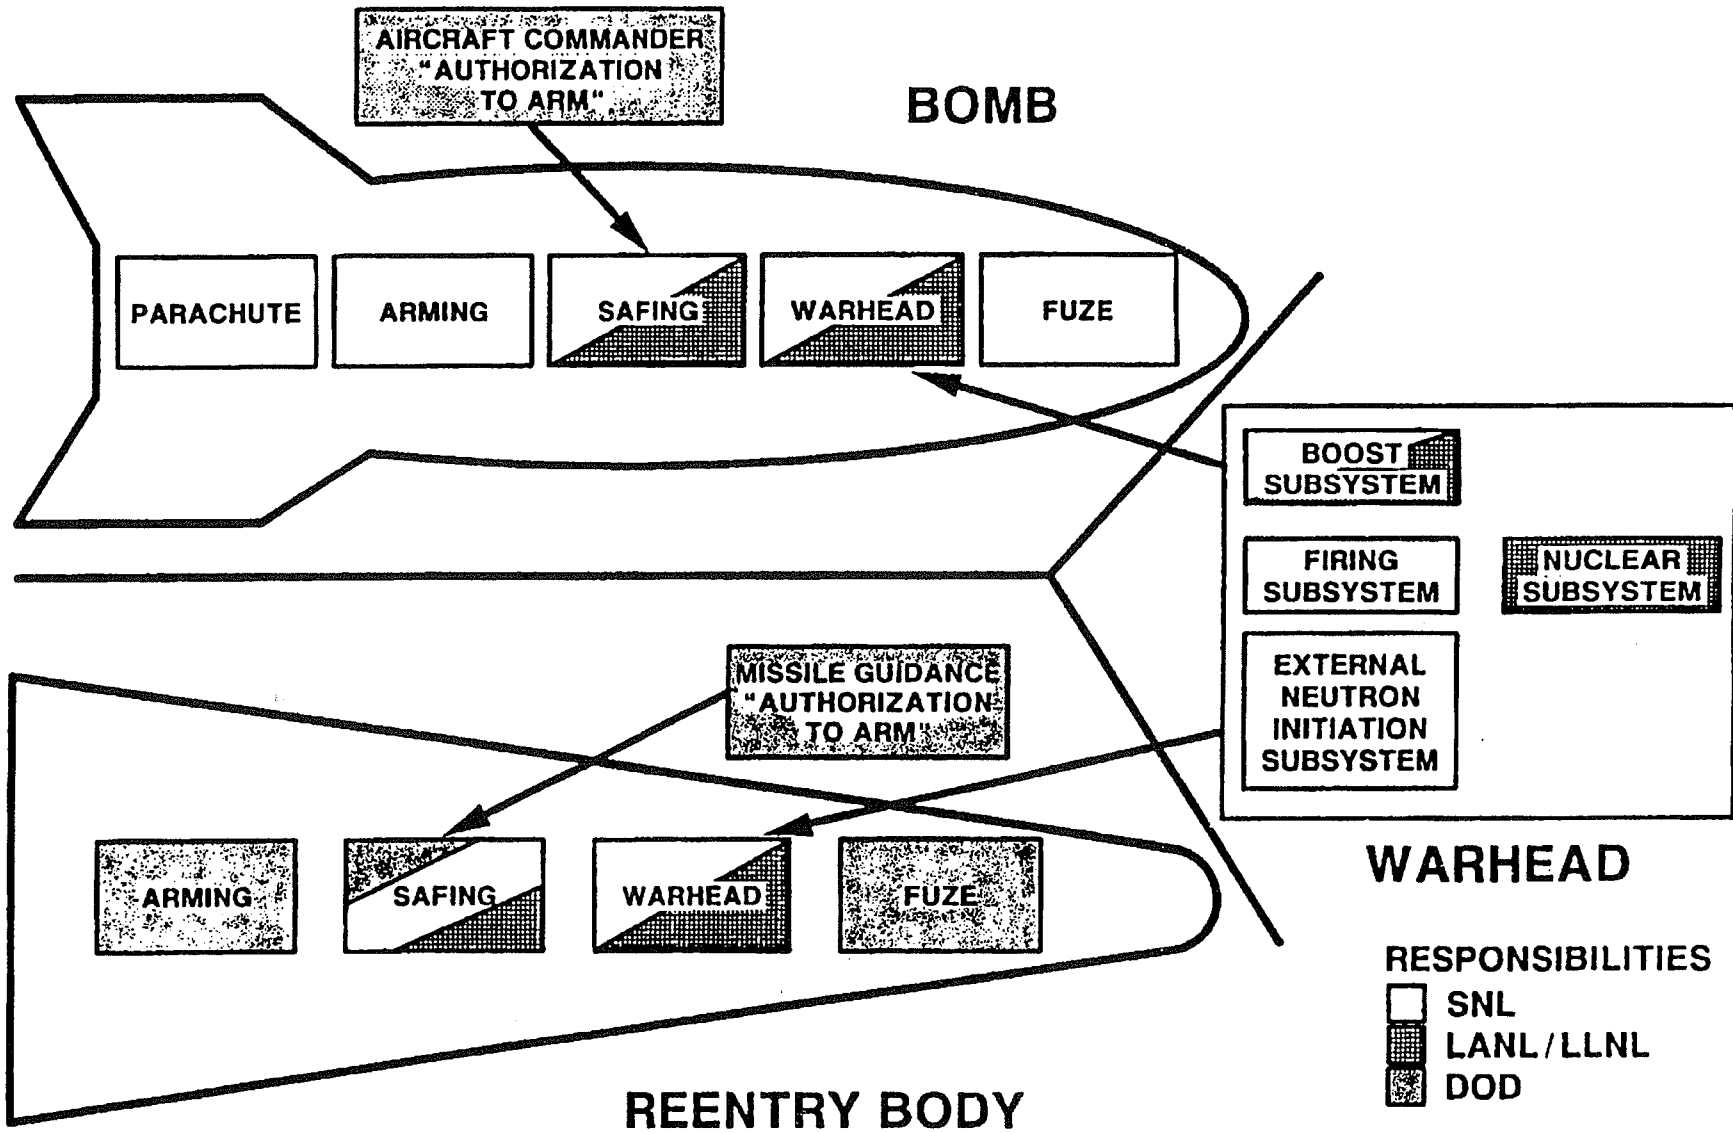 AIRCRAFT COMMANDER
"AUTHORIZATION
TO ARM"
BOMB
PARACHUTE
ARMING
SAFING
WARHEAD
FUZE
BOOST
SUBSYSTEM
FIRING
SUBSYSTEM
NUCLEAR
SUBSYSTEM
EXTERNAL
NEUTRON
INITIATION
SUBSYSTEM
MISSILE GUIDANCE
"AUTHORIZATION
TO ARM"
ARMING
SAFING
WARHEAD
FUZE
WARHEAD
RESPONSIBILITIES
SNL
LANL/LLNL
DOD
REENTRY BODY